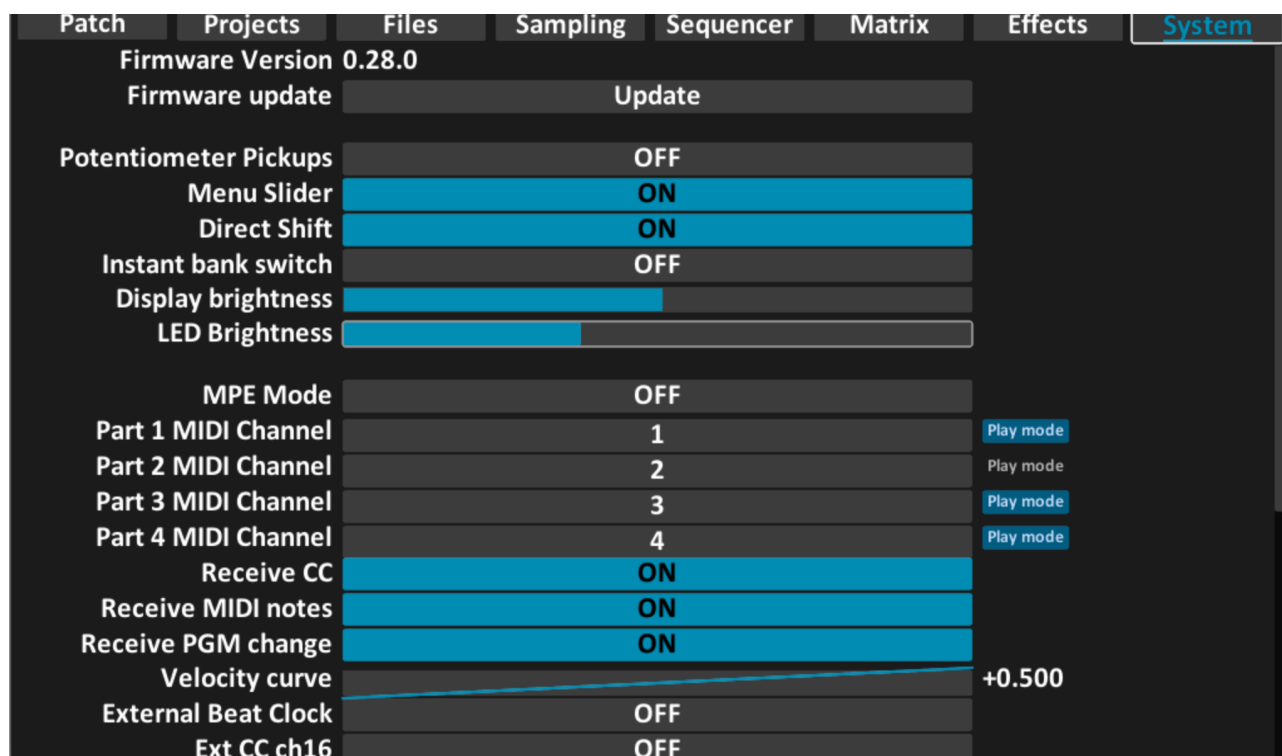 Patch Projects Files Sampling Sequencer Matrix Effects System
Firmware Version 0.28.0
Firmware update Update
Potentiometer Pickups OFF
Menu Slider ON
Direct Shift ON
Instant bank switch OFF
Display brightness
LED Brightness
MPE Mode OFF
Part 1 MIDI Channel 1 Play mode
Part 2 MIDI Channel 2 Play mode
Part 3 MIDI Channel 3 Play mode
Part 4 MIDI Channel 4 Play mode
Receive CC ON
Receive MIDI notes ON
Receive PGM change ON
Velocity curve +0.500
External Beat Clock OFF
Ext CC ch16 OFF